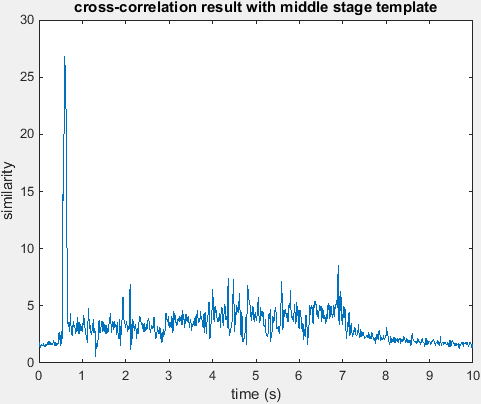 cross-correlation result with middle stage template
similarity
30
25
20
15
10
5
0
0 1 2 3 4 5 6 7 8 9 10
time (s)